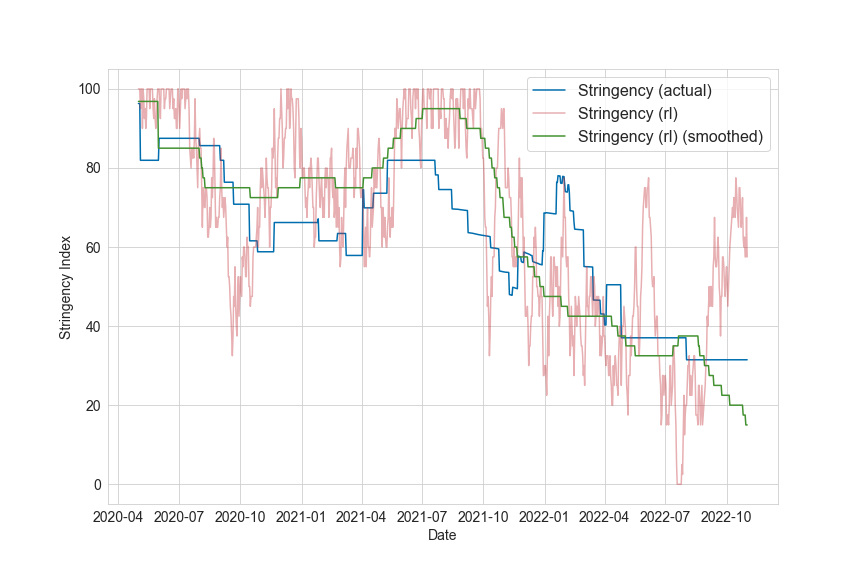 Stringency (actual)
Stringency (rl)
Stringency (rl) (smoothed)
100
80
60
40
20
0
Stringency Index
2020-04 2020-07 2020-10 2021-01 2021-04 2021-07 2021-10 2022-01 2022-04 2022-07 2022-10
Date